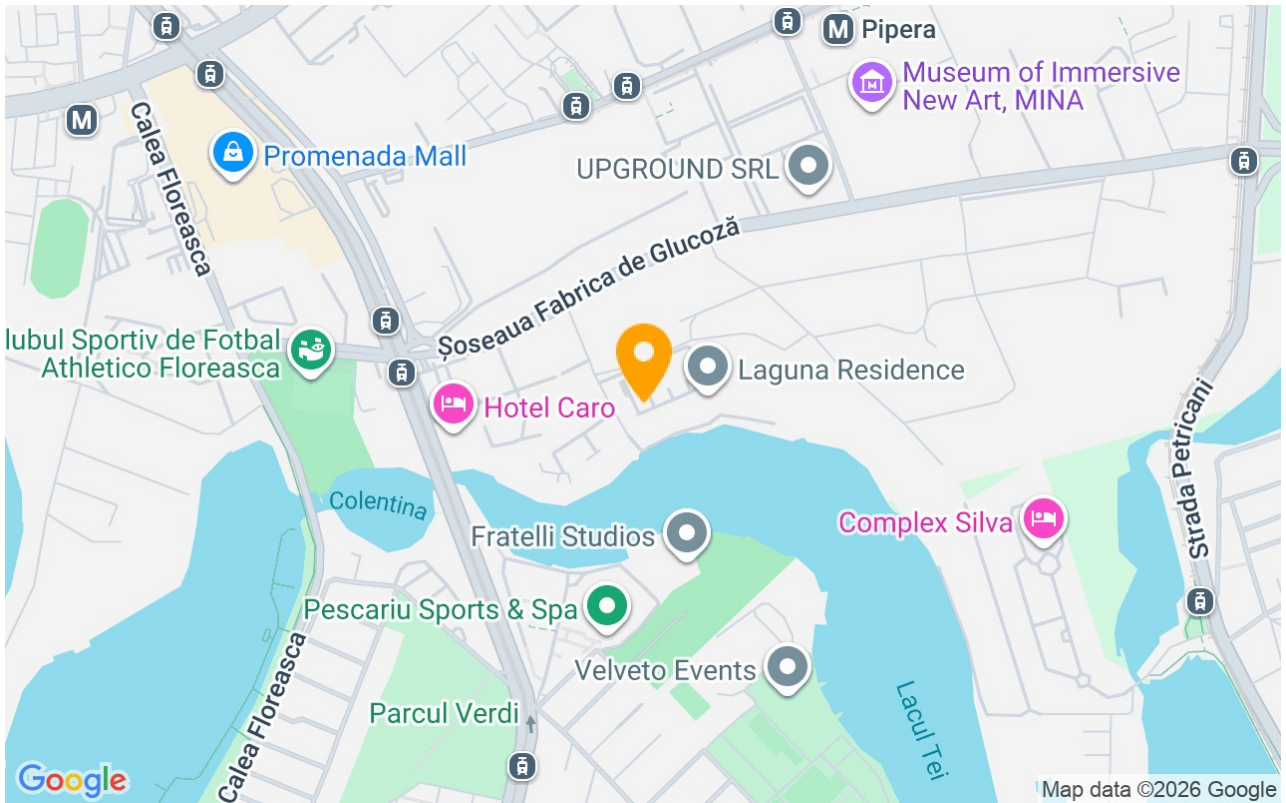 Pipera
Museum of Immersive
New Art, MINA
M
M
Calea Floreasca
Promenada Mall
UPGROUND SRL
Șoseaua Fabrica de Glucoză
lubul Sportiv de Fotbal
Athletico Floreasca
Laguna Residence
Hotel Caro
Strada Petricani
Colentina
Complex Silva
Fratelli Studios
Pescariu Sports & Spa
Velveto Events
Calea Floreasca
Parcul Verdi
Lacul Tei
Google
Map data ©2026 Google